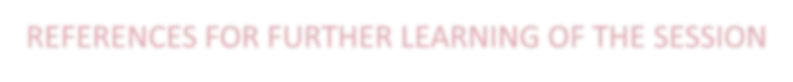 REFERENCES FOR FURTHER LEARNING OF THE SESSION